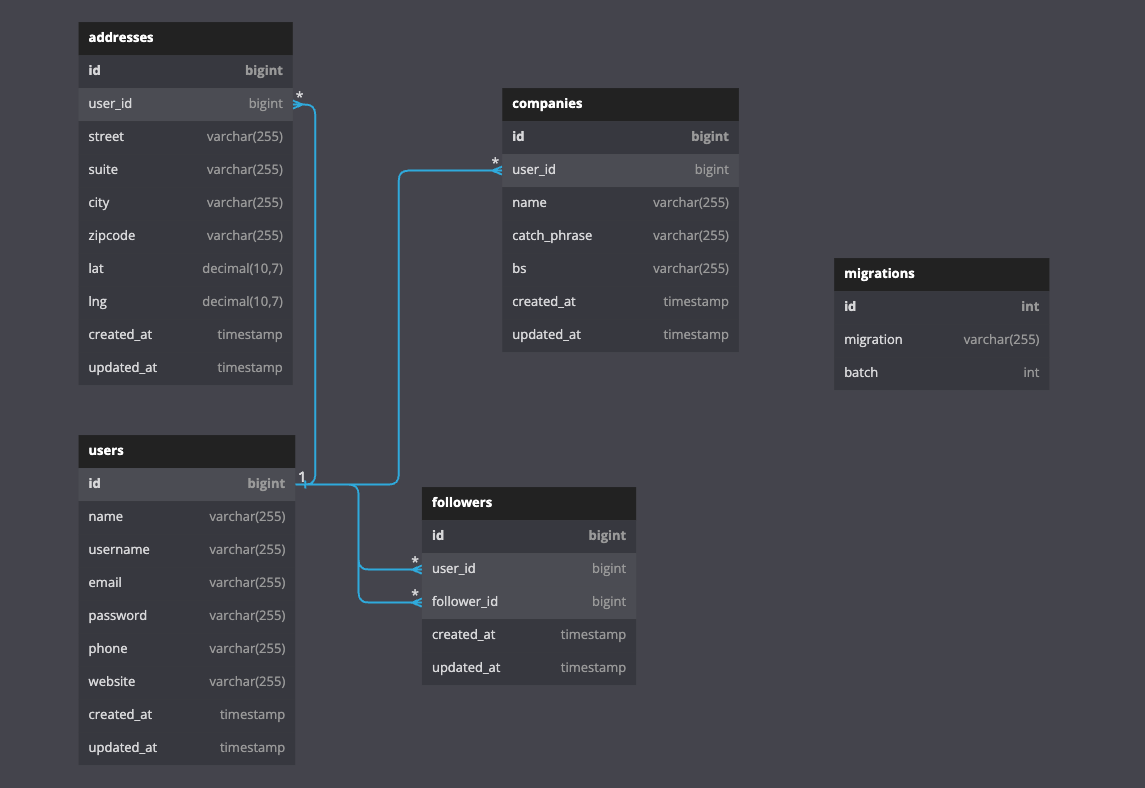 addresses
id bigint
user_id bigint *
street varchar(255)
suite varchar(255)
city varchar(255)
zipcode varchar(255)
lat decimal(10,7)
lng decimal(10,7)
created_at timestamp
updated_at timestamp
companies
id bigint
* user_id bigint
name varchar(255)
catch_phrase varchar(255)
bs varchar(255)
created_at timestamp
updated_at timestamp
migrations
id int
migration varchar(255)
batch int
users
id bigint 1
name varchar(255)
username varchar(255)
email varchar(255)
password varchar(255)
phone varchar(255)
website varchar(255)
created_at timestamp
updated_at timestamp
followers
id bigint
* user_id bigint
* follower_id bigint
created_at timestamp
updated_at timestamp